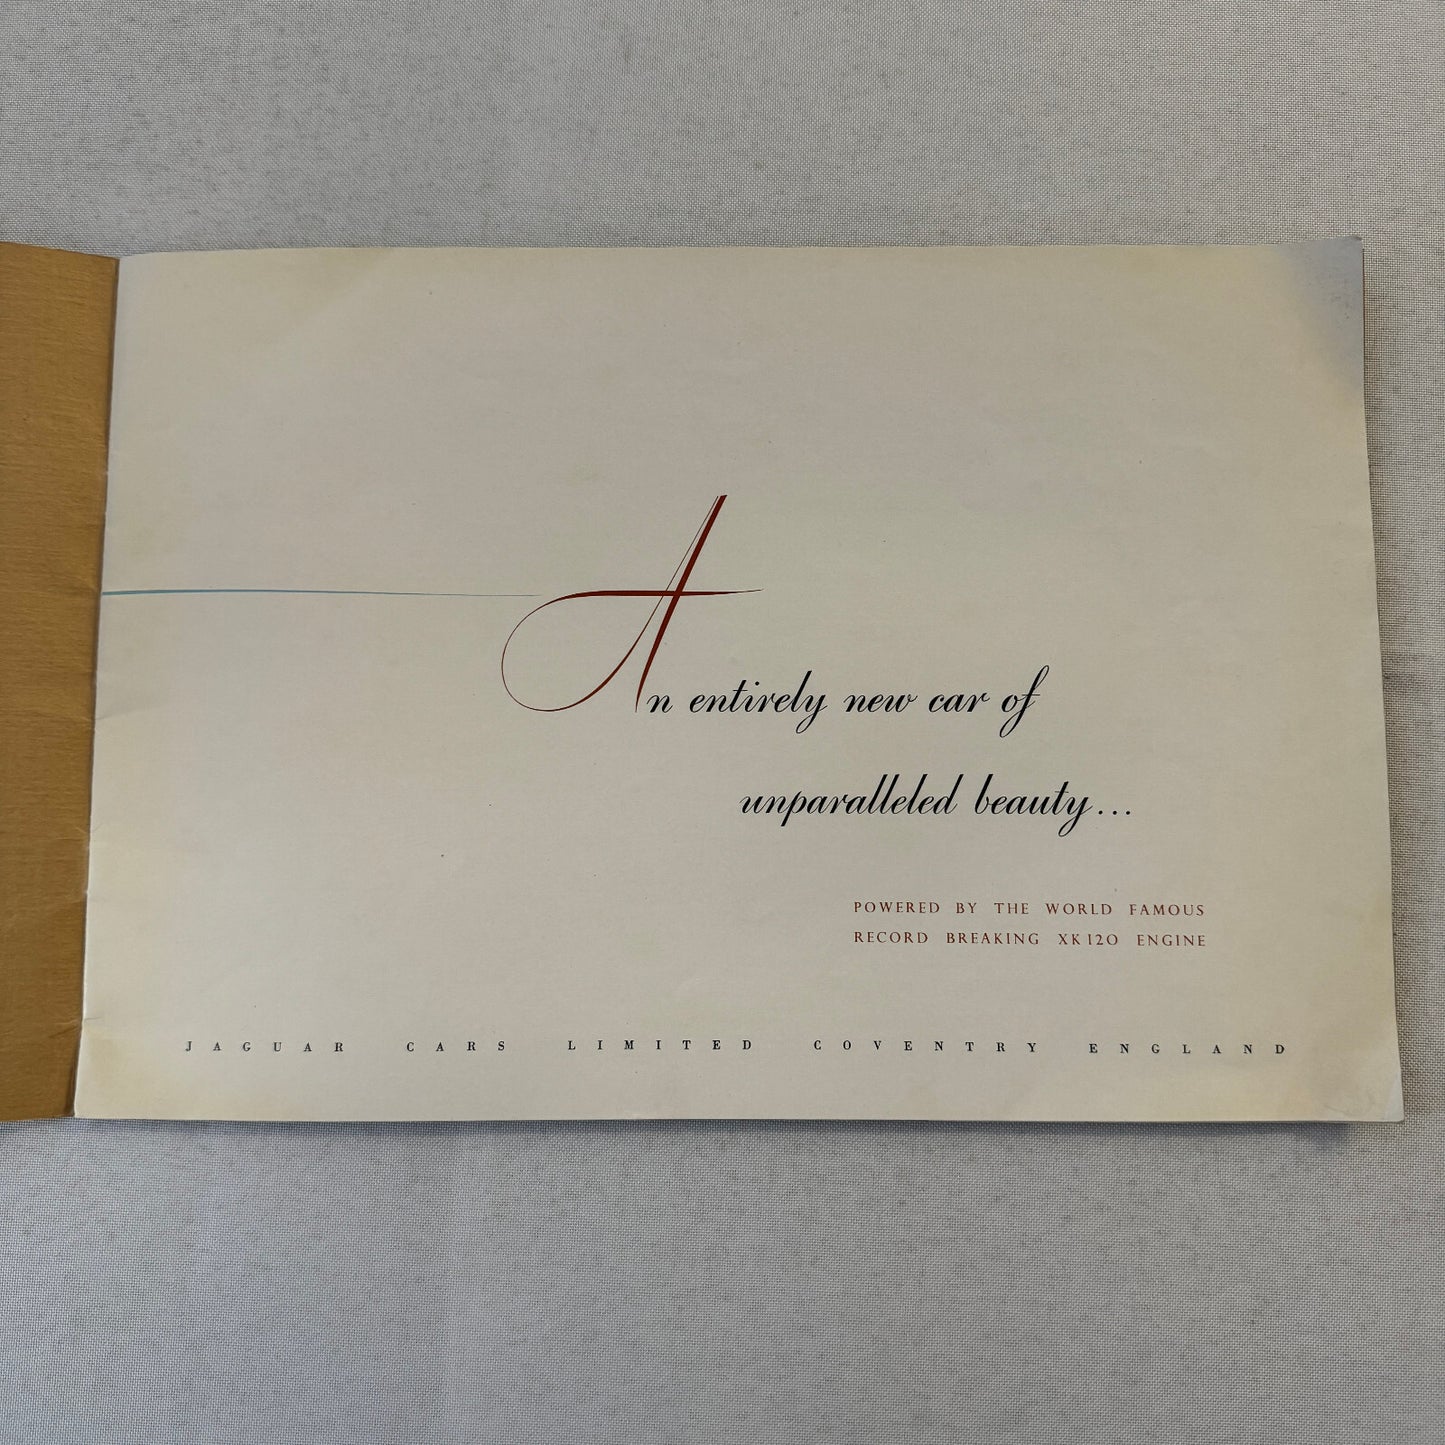 An entirely new car of
unparalleled beauty...
POWERED BY THE WORLD FAMOUS
RECORD BREAKING XK120 ENGINE
JAGUAR CARS LIMITED COVENTRY ENGLAND